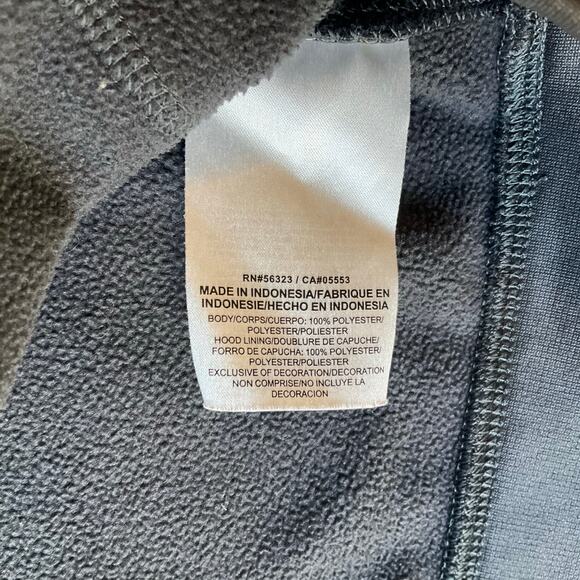 RN#56323 / CA#05553
MADE IN INDONESIA/FABRIQUE EN
INDONESIE/HECHO EN INDONESIA
BODY/CORPS/CUERPO: 100% POLYESTER/
POLYESTER/POLIESTER
HOOD LINING/DOUBLURE DE CAPUCHE/
FORRO DE CAPUCHA: 100% POLYESTER/
POLYESTER/POLIESTER
EXCLUSIVE OF DECORATION/DECORATION
NON COMPRISE/NO INCLUYE LA
DECORACION